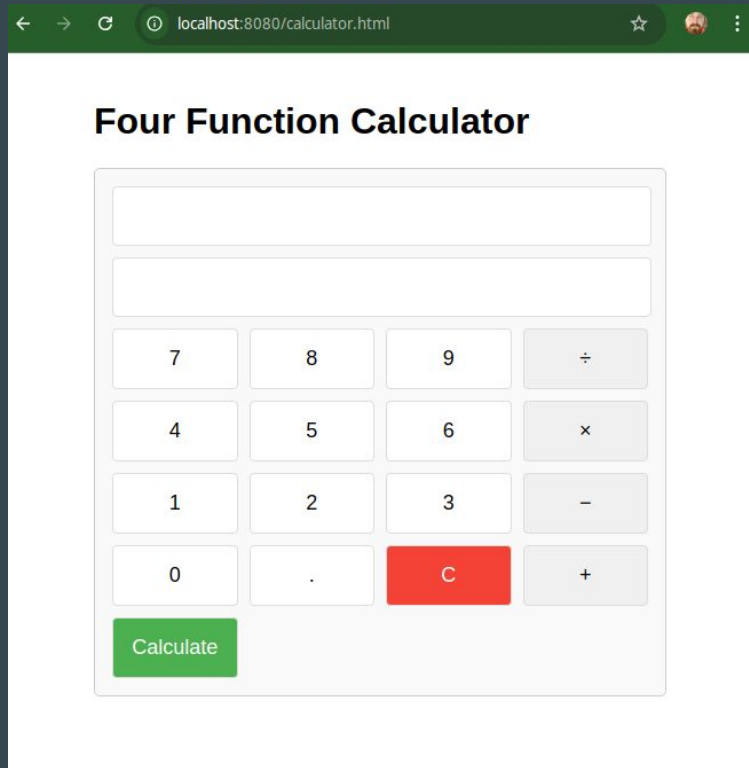 localhost:8080/calculator.html
Four Function Calculator
7 8 9 ÷
4 5 6 ×
1 2 3 −
0 . C +
Calculate